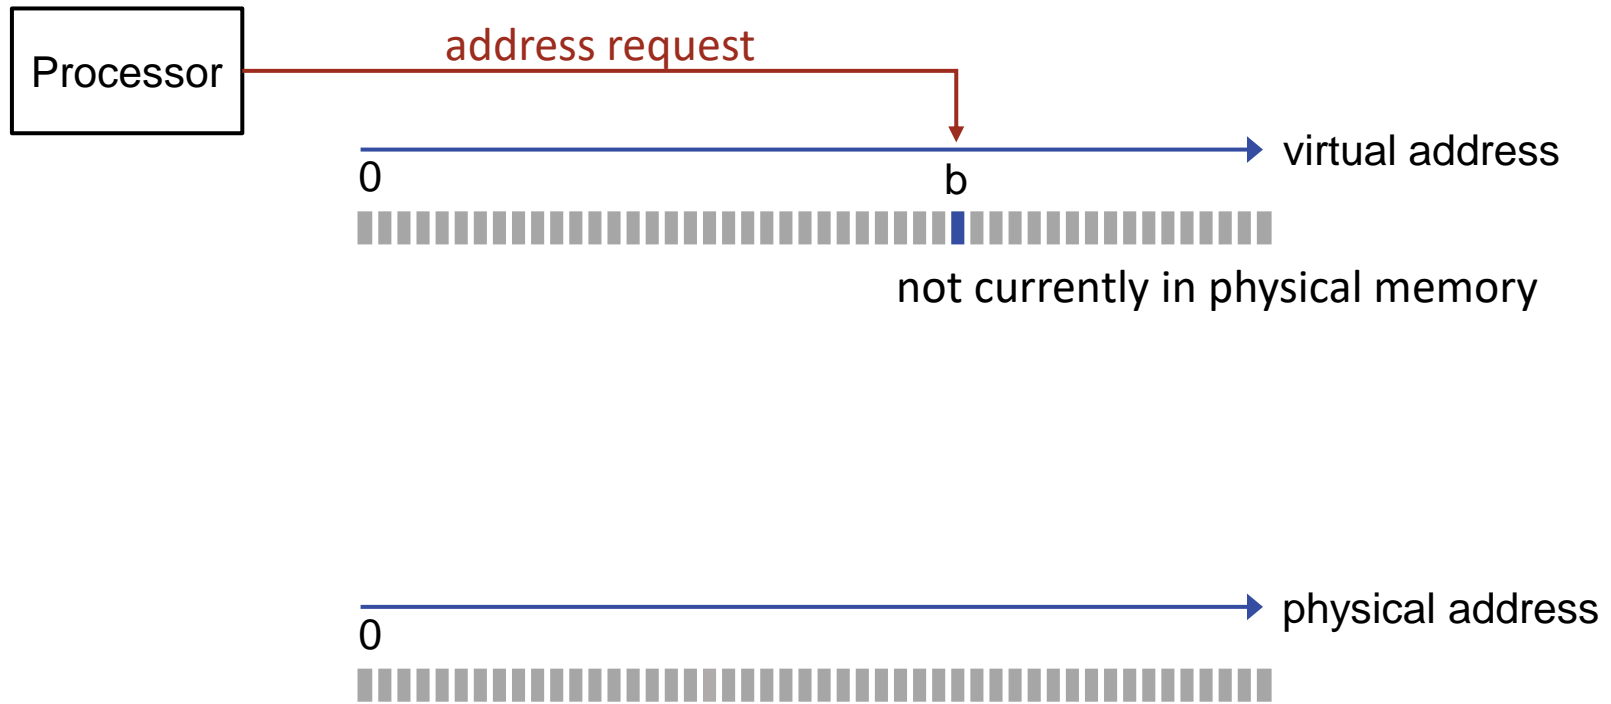 address request
Processor
virtual address
0
b
not currently in physical memory
physical address
0